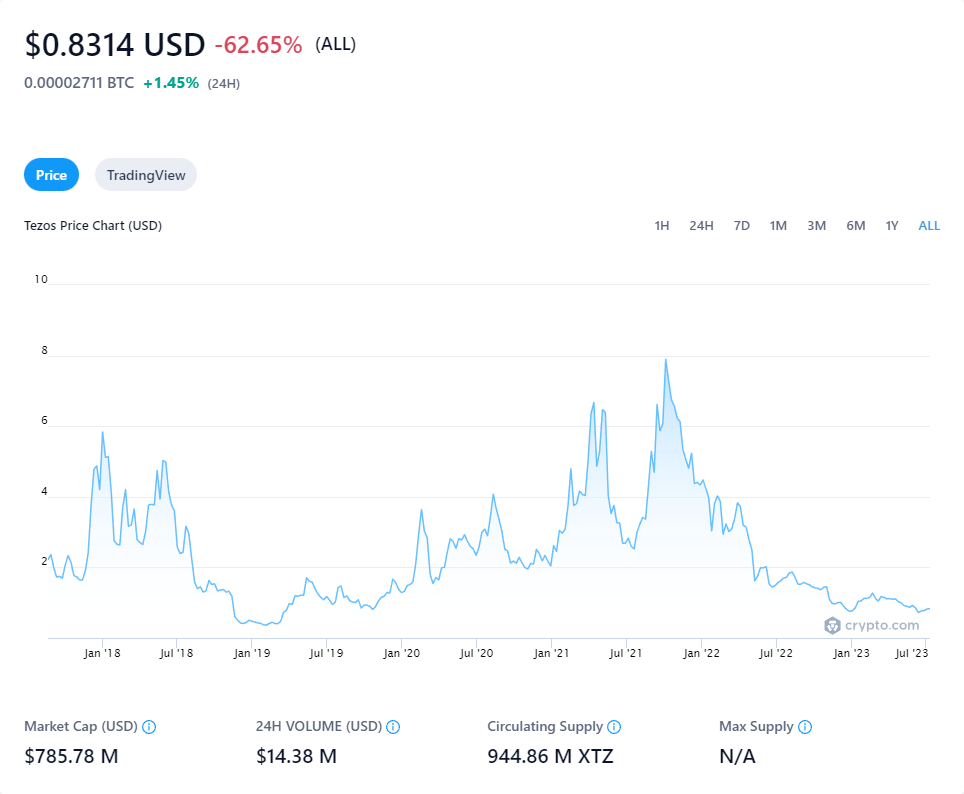 $0.8314 USD -62.65% (ALL)
0.00002711 BTC +1.45% (24H)
Price TradingView
Tezos Price Chart (USD) 1H 24H 7D 1M 3M 6M 1Y ALL
10
8
6
4
2
crypto.com
Jan '18 Jul '18 Jan '19 Jul '19 Jan '20 Jul '20 Jan '21 Jul '21 Jan '22 Jul '22 Jan '23 Jul '23
Market Cap (USD) 24H VOLUME (USD) Circulating Supply Max Supply
$785.78 M $14.38 M 944.86 M XTZ N/A